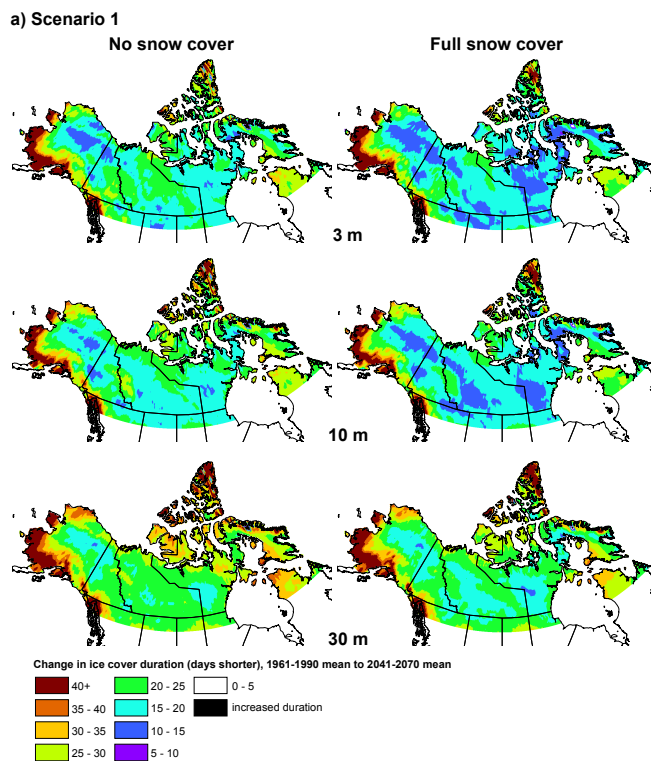 a) Scenario 1
No snow cover
Full snow cover
3 m
10 m
30 m
Change in ice cover duration (days shorter), 1961-1990 mean to 2041-2070 mean
40+
20 - 25
0 - 5
35 - 40
15 - 20
increased duration
30 - 35
10 - 15
25 - 30
5 - 10